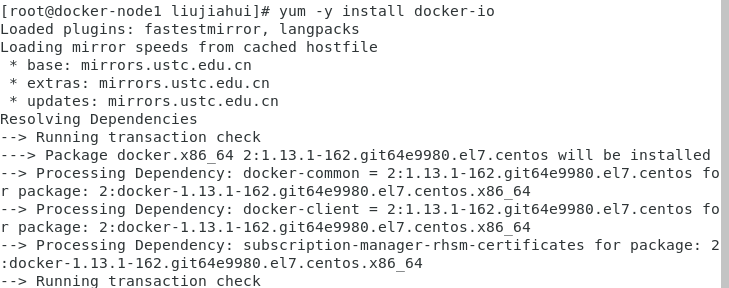 [root@docker-node1 liujiahui]# yum -y install docker-io
Loaded plugins: fastestmirror, langpacks
Loading mirror speeds from cached hostfile
 * base: mirrors.ustc.edu.cn
 * extras: mirrors.ustc.edu.cn
 * updates: mirrors.ustc.edu.cn
Resolving Dependencies
--> Running transaction check
---> Package docker.x86_64 2:1.13.1-162.git64e9980.el7.centos will be installed
--> Processing Dependency: docker-common = 2:1.13.1-162.git64e9980.el7.centos fo
r package: 2:docker-1.13.1-162.git64e9980.el7.centos.x86_64
--> Processing Dependency: docker-client = 2:1.13.1-162.git64e9980.el7.centos fo
r package: 2:docker-1.13.1-162.git64e9980.el7.centos.x86_64
--> Processing Dependency: subscription-manager-rhsm-certificates for package: 2
:docker-1.13.1-162.git64e9980.el7.centos.x86_64
--> Running transaction check